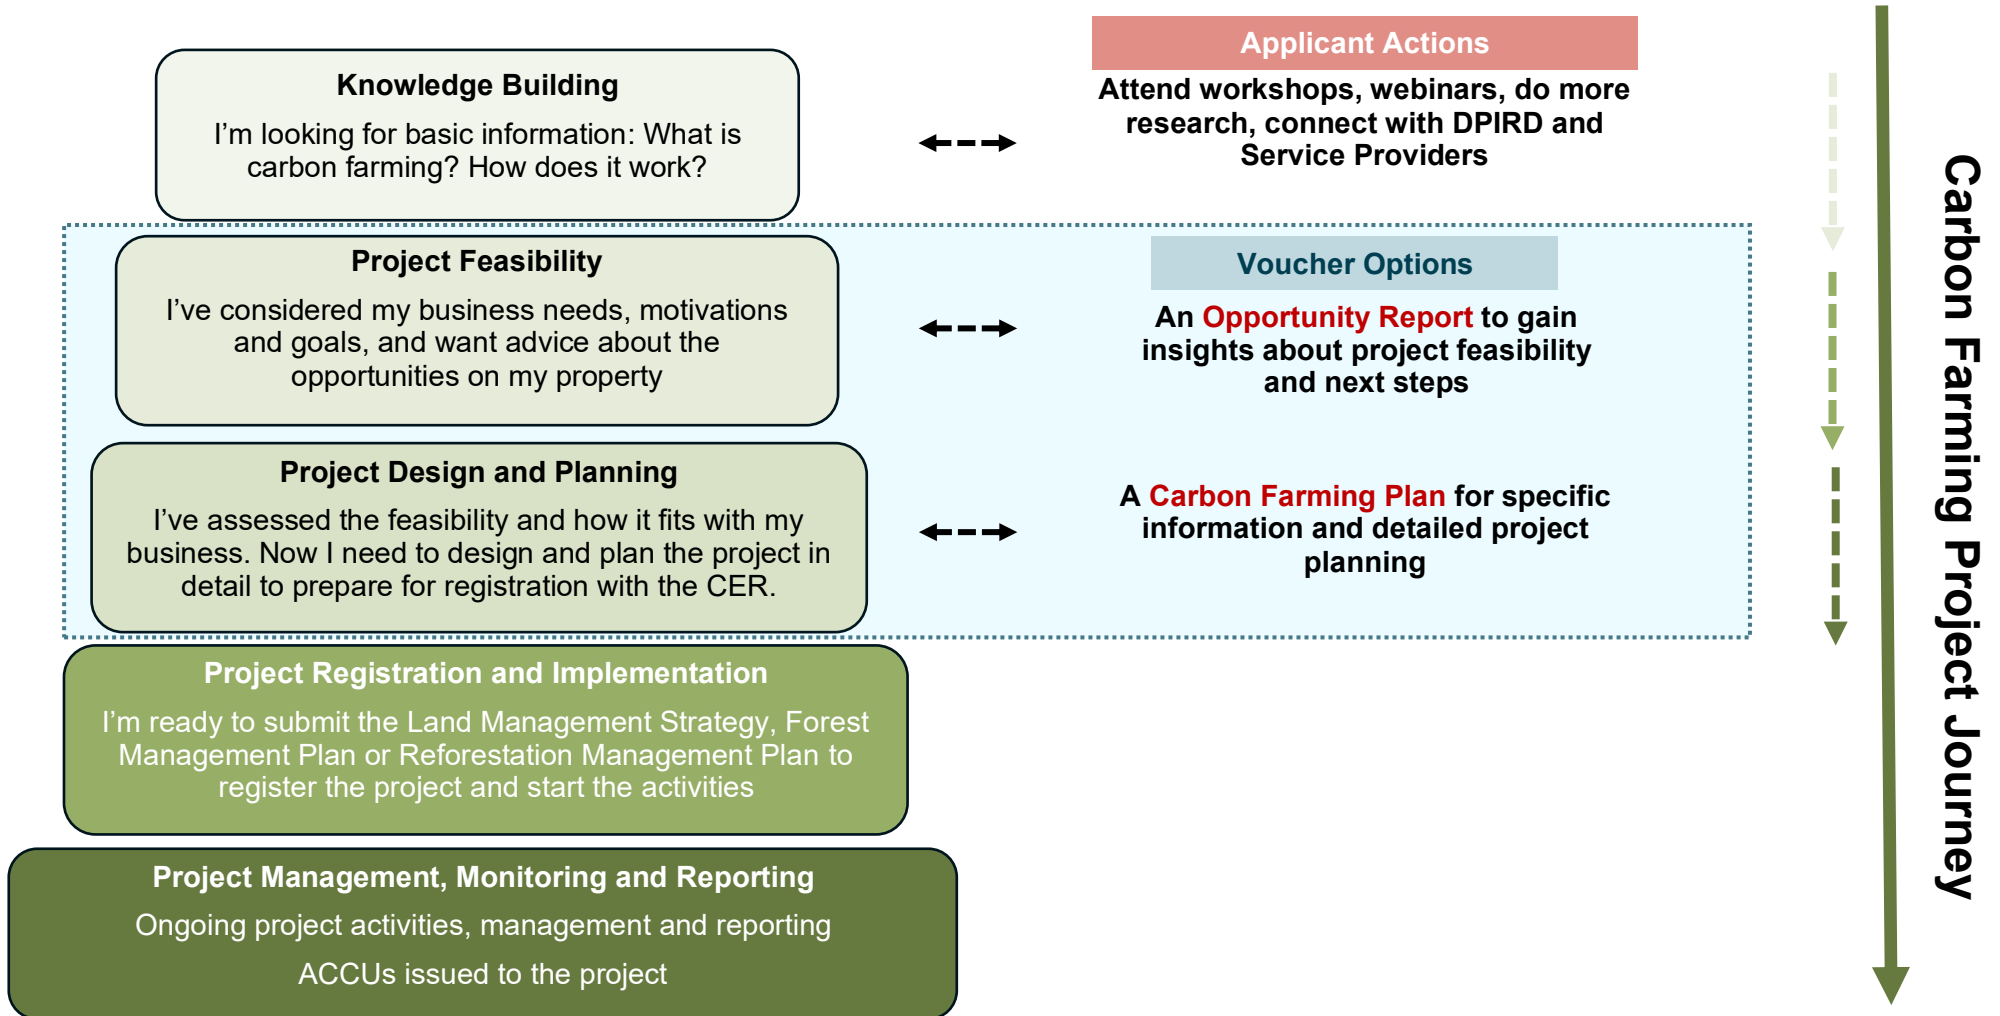 Knowledge Building
I’m looking for basic information: What is
carbon farming? How does it work?
Applicant Actions
Attend workshops, webinars, do more
research, connect with DPIRD and
Service Providers
Project Feasibility
I’ve considered my business needs, motivations
and goals, and want advice about the
opportunities on my property
Voucher Options
An Opportunity Report to gain
insights about project feasibility
and next steps
Project Design and Planning
I’ve assessed the feasibility and how it fits with my
business. Now I need to design and plan the project in
detail to prepare for registration with the CER.
A Carbon Farming Plan for specific
information and detailed project
planning
Project Registration and Implementation
I’m ready to submit the Land Management Strategy, Forest
Management Plan or Reforestation Management Plan to
register the project and start the activities
Project Management, Monitoring and Reporting
Ongoing project activities, management and reporting
ACCUs issued to the project
Carbon Farming Project Journey